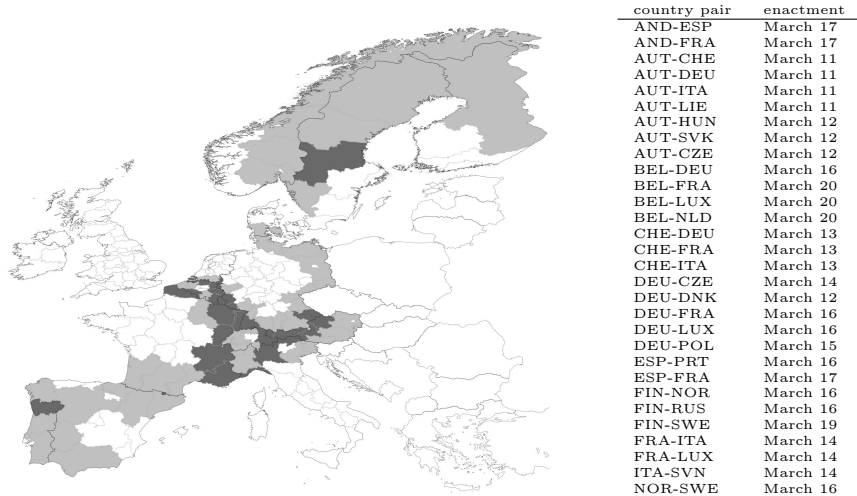 country pair enactment
AND-ESP March 17
AND-FRA March 17
AUT-CHE March 11
AUT-DEU March 11
AUT-ITA March 11
AUT-LIE March 11
AUT-HUN March 12
AUT-SVK March 12
AUT-CZE March 12
BEL-DEU March 16
BEL-FRA March 20
BEL-LUX March 20
BEL-NLD March 20
CHE-DEU March 13
CHE-FRA March 13
CHE-ITA March 13
DEU-CZE March 14
DEU-DNK March 12
DEU-FRA March 16
DEU-LUX March 16
DEU-POL March 15
ESP-PRT March 16
ESP-FRA March 17
FIN-NOR March 16
FIN-RUS March 16
FIN-SWE March 19
FRA-ITA March 14
FRA-LUX March 14
ITA-SVN March 14
NOR-SWE March 16